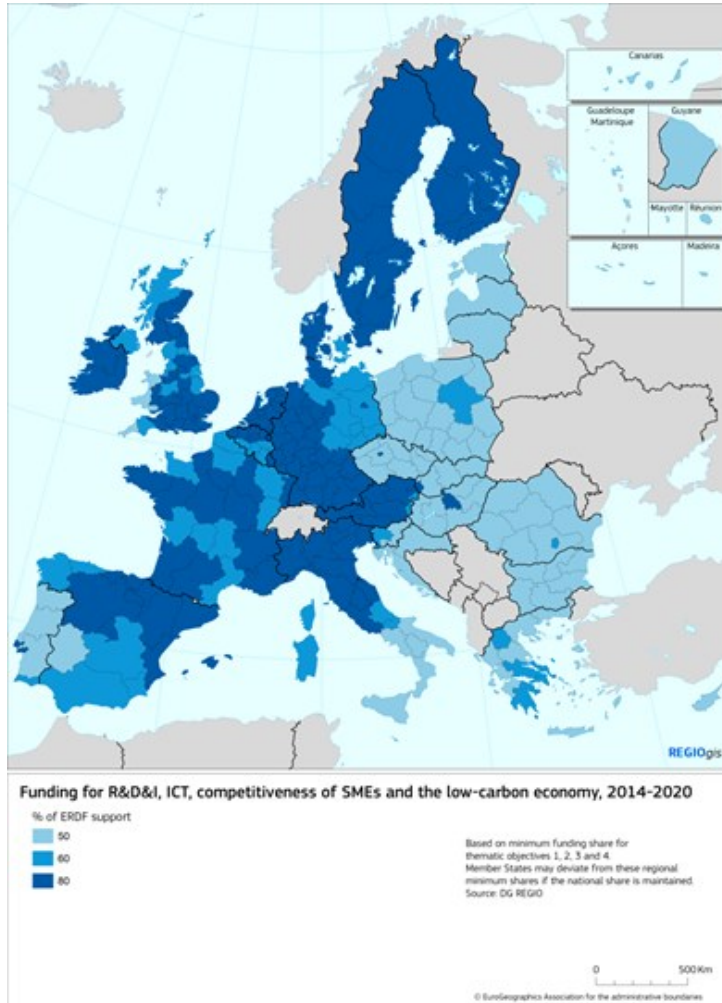 Canarias
Guadeloupe
Martinique
Guyane
Mayotte
Réunion
Açores
Madeira
REGIOgis
Funding for R&D&I, ICT, competitiveness of SMEs and the low-carbon economy, 2014-2020
% of ERDF support
50
60
80
Based on minimum funding share for
thematic objectives 1, 2, 3 and 4.
Member States may deviate from these regional
minimum shares if the national share is maintained.
Source: DG REGIO
0 500 Km
© EuroGeographics Association for the administrative boundaries